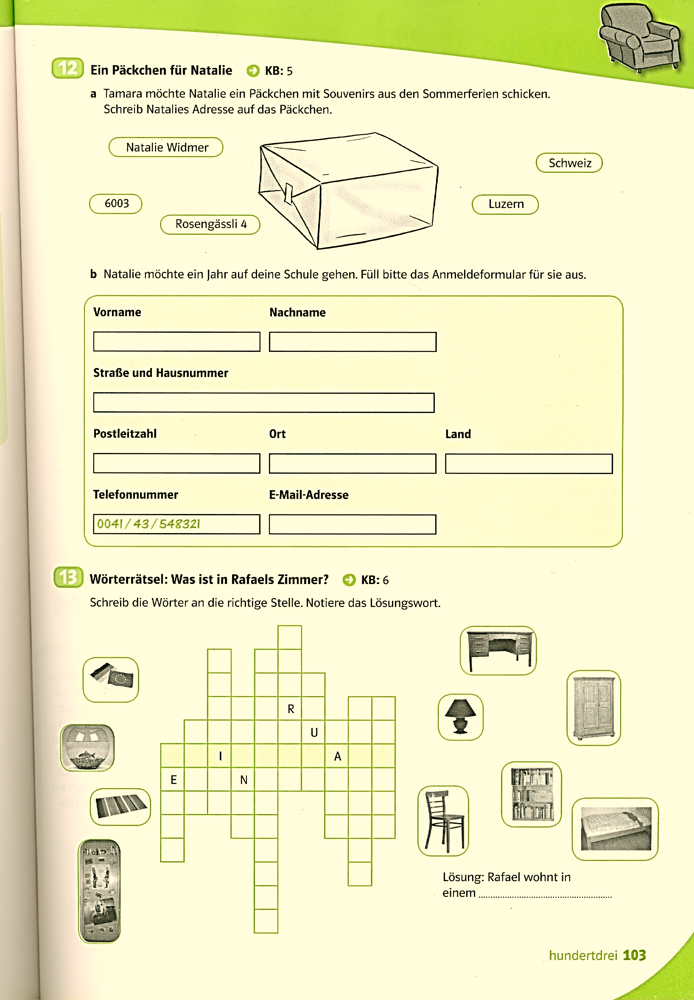 12 Ein Päckchen für Natalie KB: 5
a Tamara möchte Natalie ein Päckchen mit Souvenirs aus den Sommerferien schicken.
Schreib Natalies Adresse auf das Päckchen.
Natalie Widmer
Schweiz
6003
Luzern
Rosengässli 4
b Natalie möchte ein Jahr auf deine Schule gehen. Füll bitte das Anmeldeformular für sie aus.
Vorname Nachname
Straße und Hausnummer
Postleitzahl Ort Land
Telefonnummer E-Mail-Adresse
0041 / 43 / 548321
13 Wörterrätsel: Was ist in Rafaels Zimmer? KB: 6
Schreib die Wörter an die richtige Stelle. Notiere das Lösungswort.
R
U
I A
E N
Lösung: Rafael wohnt in
einem
hundertdrei 103